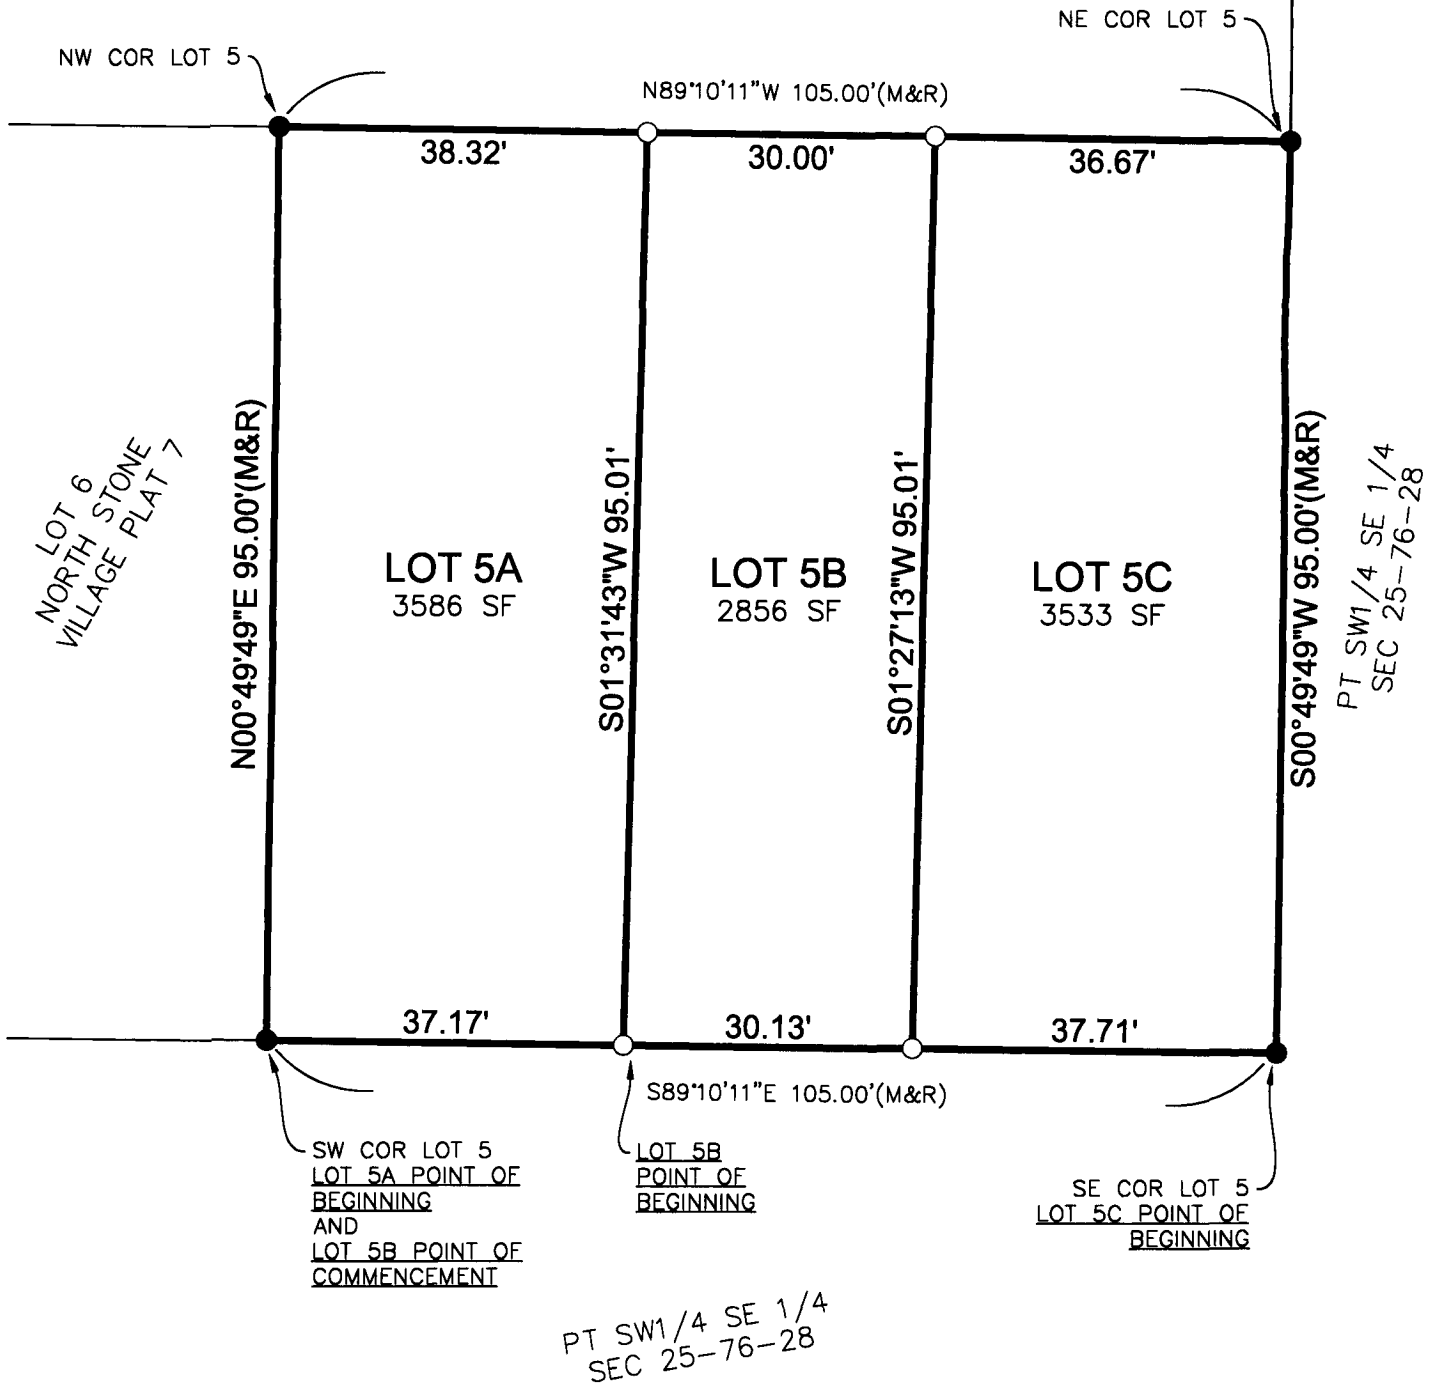 NE COR LOT 5
NW COR LOT 5
N89°10'11"W 105.00'(M&R)
38.32'
30.00'
36.67'
N00°49'49"E 95.00'(M&R)
S01°31'43"W 95.01'
S01°27'13"W 95.01'
S00°49'49"W 95.00'(M&R)
LOT 6
NORTH STONE
VILLAGE PLAT 7
PT SW1/4 SE 1/4
SEC 25-76-28
LOT 5A
3586 SF
LOT 5B
2856 SF
LOT 5C
3533 SF
37.17'
30.13'
37.71'
S89°10'11"E 105.00'(M&R)
SW COR LOT 5
LOT 5A POINT OF
BEGINNING
AND
LOT 5B POINT OF
COMMENCEMENT
LOT 5B
POINT OF
BEGINNING
SE COR LOT 5
LOT 5C POINT OF
BEGINNING
PT SW1/4 SE 1/4
SEC 25-76-28